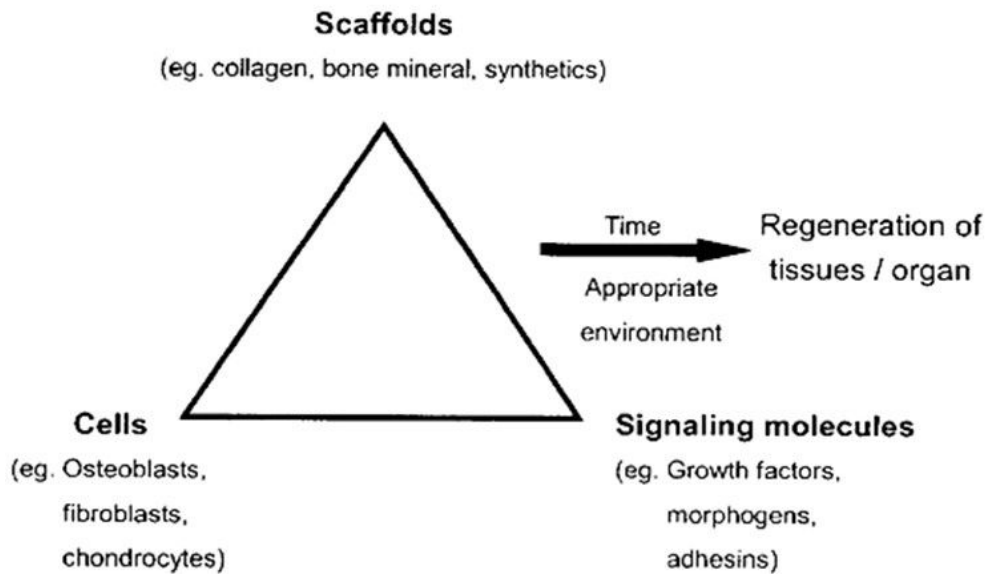 Scaffolds
(eg. collagen, bone mineral, synthetics)
Time
Appropriate
environment
Regeneration of
tissues / organ
Cells
(eg. Osteoblasts,
fibroblasts,
chondrocytes)
Signaling molecules
(eg. Growth factors,
morphogens,
adhesins)